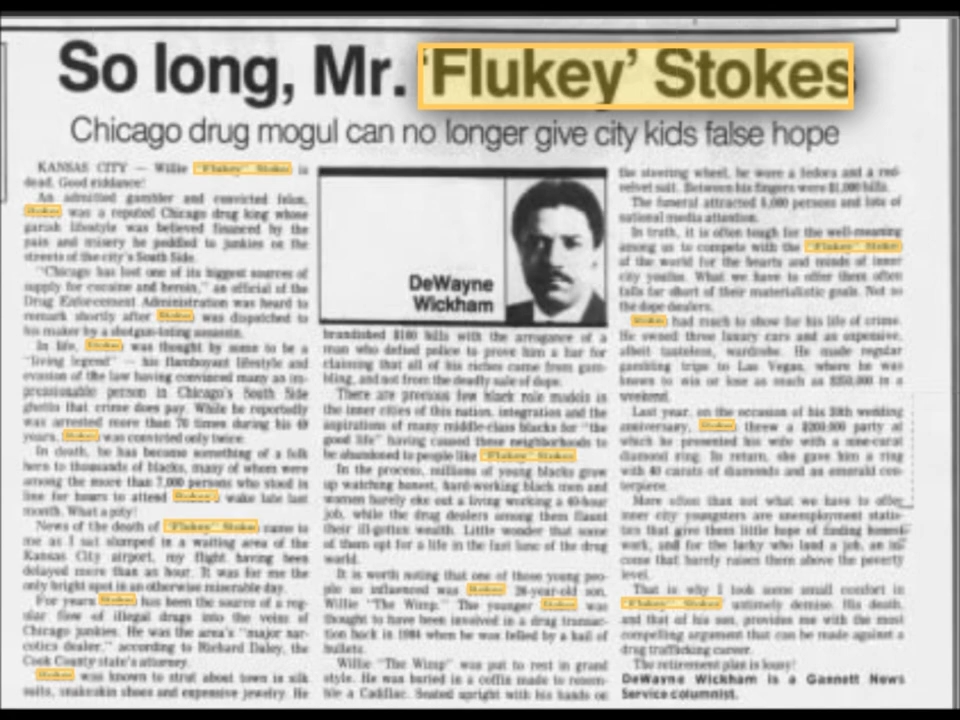 So long, Mr. 'Flukey' Stokes
Chicago drug mogul can no longer give city kids false hope
KANSAS CITY — Willie "Flukey" Stokes is
dead. Good riddance!
An admitted gambler and convicted felon,
Stokes was a reputed Chicago drug king whose
garish lifestyle was believed financed by the
pain and misery he peddled to junkies on the
streets of the city's South Side.
"Chicago has lost one of its biggest sources of
supply for cocaine and heroin," an official of the
Drug Enforcement Administration was heard to
remark shortly after Stokes was dispatched to
his maker by a shotgun-toting assassin.
In life, Stokes was thought by some to be a
"living legend" — his flamboyant lifestyle and
evasion of the law having convinced many an im-
pressionable person in Chicago's South Side
ghetto that crime does pay. While he reportedly
was arrested more than 70 times during his 49
years, Stokes was convicted only twice.
In death, he has become something of a folk
hero to thousands of blacks, many of whom were
among the more than 7,000 persons who stood in
line for hours to attend Stokes' wake late last
month. What a pity!
News of the death of "Flukey" Stokes came to
me as I sat slumped in a waiting area of the
Kansas City airport, my flight having been
delayed more than an hour. It was for me the
only bright spot in an otherwise miserable day.
For years Stokes has been the source of a reg-
ular flow of illegal drugs into the veins of
Chicago junkies. He was the area's "major nar-
cotics dealer," according to Richard Daley, the
Cook County state's attorney.
Stokes was known to strut about town in silk
suits, snakeskin shoes and expensive jewelry. He
DeWayne
Wickham
brandished $100 bills with the arrogance of a
man who defied police to prove him a liar for
claiming that all of his riches came from gam-
bling, and not from the deadly sale of dope.
There are precious few black role models in
the inner cities of this nation, integration and the
aspirations of many middle-class blacks for "the
good life" having caused these neighborhoods to
be abandoned to people like "Flukey" Stokes.
In the process, millions of young blacks grow
up watching honest, hard-working black men and
women barely eke out a living working a 40-hour
job, while the drug dealers among them flaunt
their ill-gotten wealth. Little wonder that some
of them opt for a life in the fast lane of the drug
world.
It is worth noting that one of those young peo-
ple so influenced was Stokes' 28-year-old son,
Willie "The Wimp." The younger Stokes was
thought to have been involved in a drug transac-
tion back in 1984 when he was felled by a hail of
bullets.
Willie "The Wimp" was put to rest in grand
style. He was buried in a coffin made to resem-
ble a Cadillac. Seated upright with his hands on
the steering wheel, he wore a fedora and a red-
velvet suit. Between his fingers were $1,000 bills.
The funeral attracted 5,000 persons and lots of
national media attention.
In truth, it is often tough for the well-meaning
among us to compete with the "Flukey" Stokes
of the world for the hearts and minds of inner
city youths. What we have to offer them often
falls far short of their materialistic goals. Not so
the dope dealers.
Stokes had much to show for his life of crime.
He owned three luxury cars and an expensive,
albeit tasteless, wardrobe. He made regular
gambling trips to Las Vegas, where he was
known to win or lose as much as $250,000 in a
weekend.
Last year, on the occasion of his 30th wedding
anniversary, Stokes threw a $200,000 party at
which he presented his wife with a nine-carat
diamond ring. In return, she gave him a ring
with 40 carats of diamonds and an emerald cen-
terpiece.
More often than not what we have to offer
inner city youngsters are unemployment statis-
tics that give them little hope of finding honest
work, and for the lucky who land a job, an in-
come that barely raises them above the poverty
level.
That is why I took some small comfort in
"Flukey" Stokes' untimely demise. His death,
and that of his son, provides me with the most
compelling argument that can be made against a
drug trafficking career.
The retirement plan is lousy!
DeWayne Wickham is a Gannett News
Service columnist.